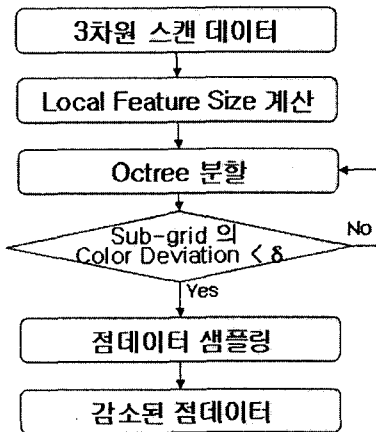 3차원 스캔 데이터
Local Feature Size 계산
Octree 분할
Sub-grid 의
Color Deviation < δ
No
Yes
점데이터 샘플링
감소된 점데이터